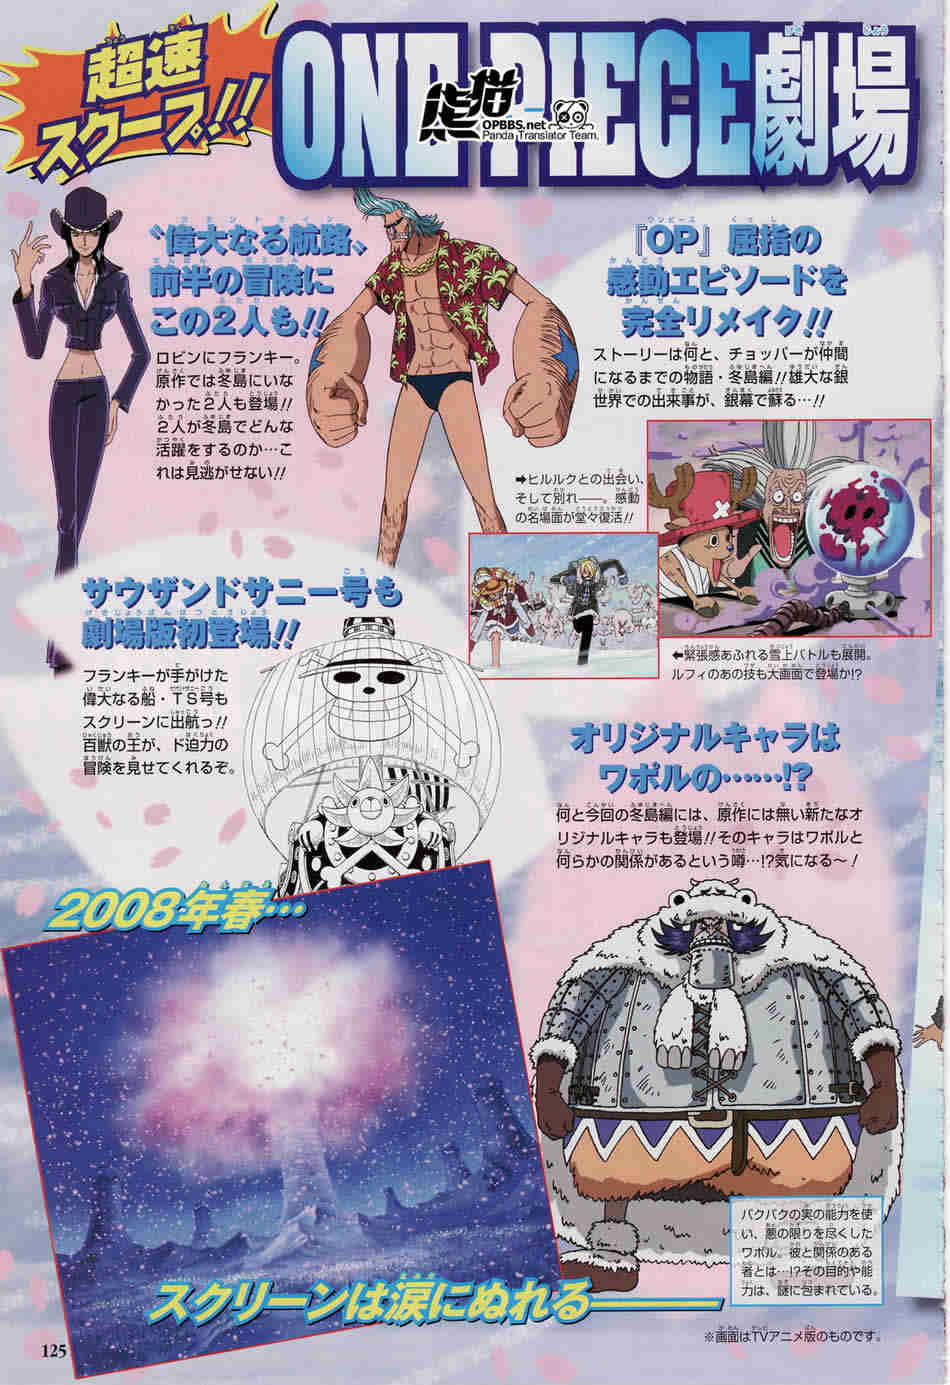 超速
スクープ!!
ONE PIECE劇場
熊猫
OPBBS.net
Panda Translator Team.
〝偉大なる航路〟
前半の冒険に
この2人も!!
ロビンにフランキー。
原作では冬島にいな
かった2人も登場!!
2人が冬島でどんな
活躍をするのか…こ
れは見逃がせない!!
『OP』屈指の
感動エピソードを
完全リメイク!!
ストーリーは何と、チョッパーが仲間
になるまでの物語・冬島編!!雄大な銀
世界での出来事が、銀幕で蘇る…!!
➡ヒルルクとの出会い、
そして別れ――。感動
の名場面が堂々復活!!
⬅緊張感あふれる雪上バトルも展開。
ルフィのあの技も大画面で登場か!?
サウザンドサニー号も
劇場版初登場!!
フランキーが手がけた
偉大なる船・TS号も
スクリーンに出航っ!!
百獣の王が、ド迫力の
冒険を見せてくれるぞ。
オリジナルキャラは
ワポルの……!?
何と今回の冬島編には、原作には無い新たなオ
リジナルキャラも登場!!そのキャラはワポルと
何らかの関係があるという噂…!?気になる〜!
2008年春…
バクバクの実の能力を使
い、悪の限りを尽くした
ワポル。彼と関係のある
者とは…!?その目的や能
力は、謎に包まれている。
スクリーンは涙にぬれる―――
※画面はTVアニメ版のものです。
125